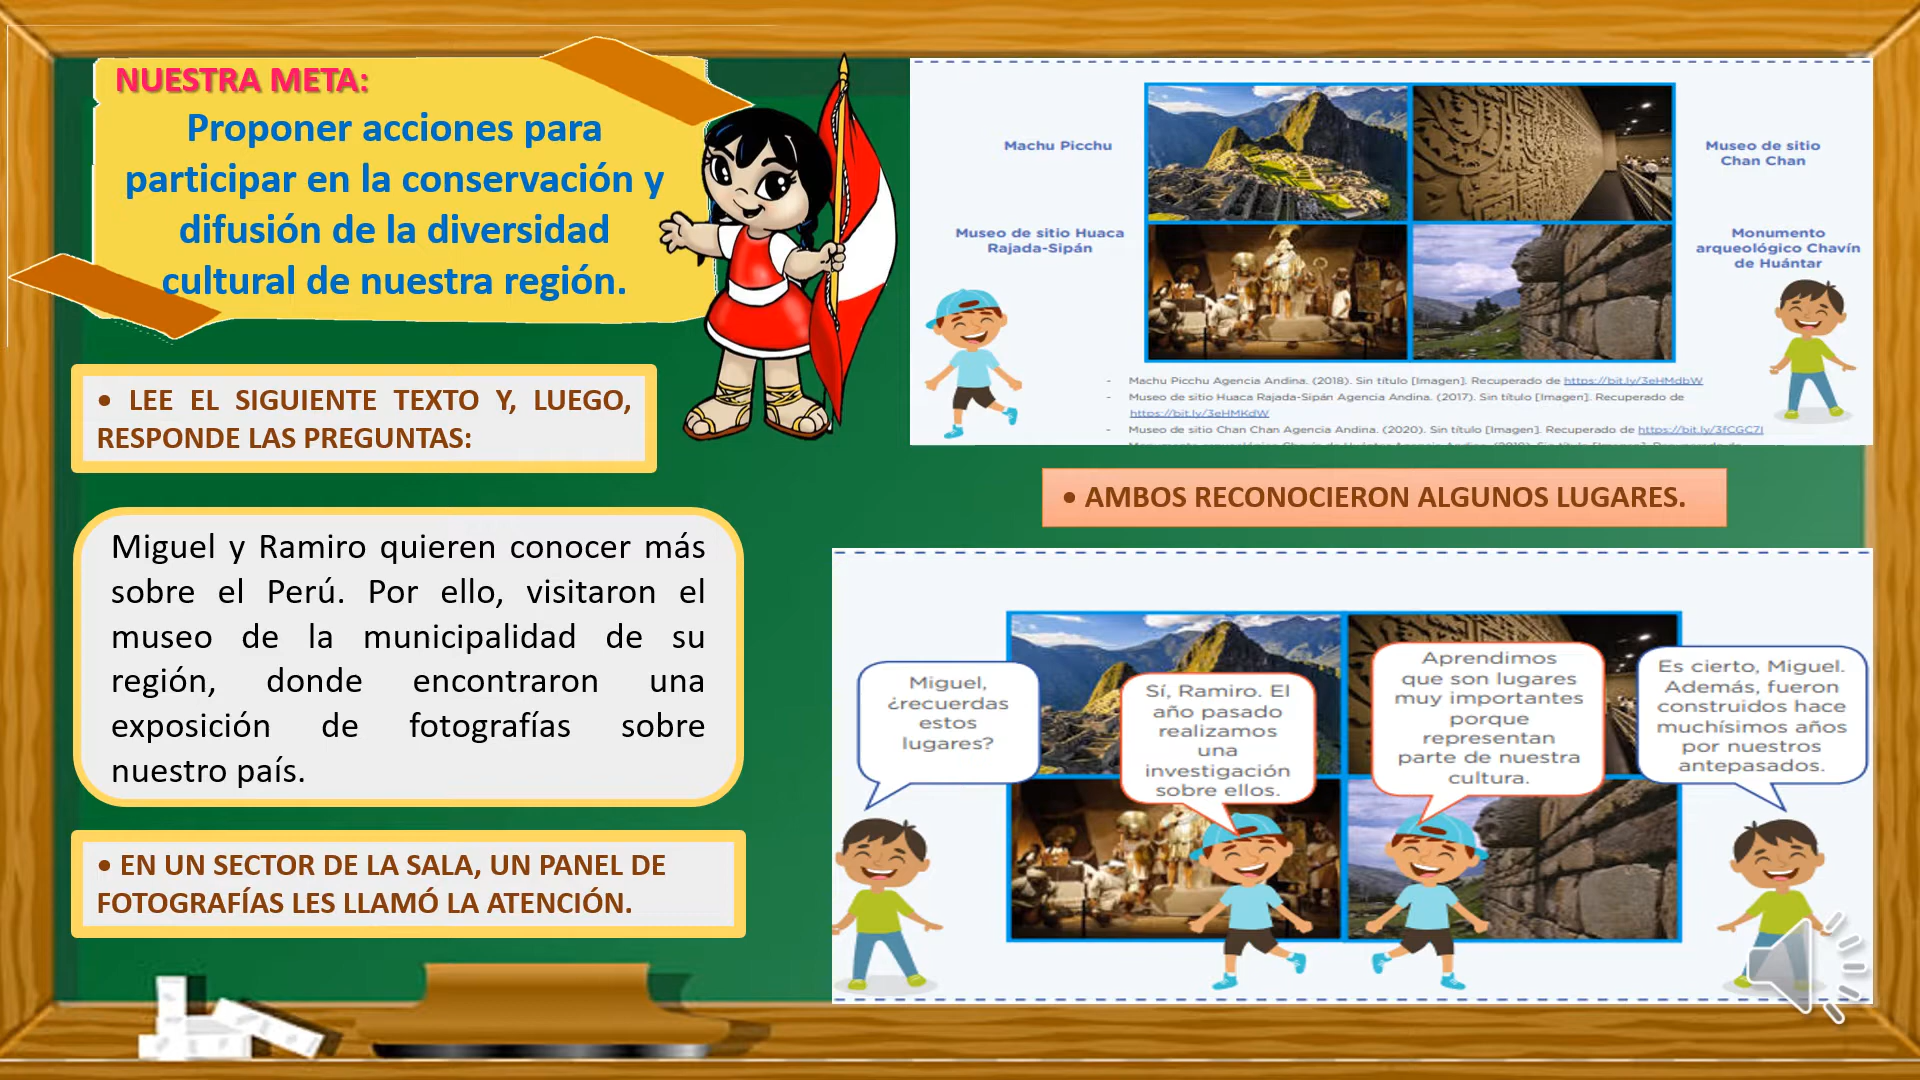 NUESTRA META:
Proponer acciones para
participar en la conservación y
difusión de la diversidad
cultural de nuestra región.
• LEE EL SIGUIENTE TEXTO Y, LUEGO,
RESPONDE LAS PREGUNTAS:
Miguel y Ramiro quieren conocer más
sobre el Perú. Por ello, visitaron el
museo de la municipalidad de su
región, donde encontraron una
exposición de fotografías sobre
nuestro país.
• EN UN SECTOR DE LA SALA, UN PANEL DE
FOTOGRAFÍAS LES LLAMÓ LA ATENCIÓN.
Machu Picchu
Museo de sitio
Chan Chan
Museo de sitio Huaca
Rajada-Sipán
Monumento
arqueológico Chavín
de Huántar
- Machu Picchu Agencia Andina. (2018). Sin título [Imagen]. Recuperado de https://bit.ly/3eHMdbW
- Museo de sitio Huaca Rajada-Sipán Agencia Andina. (2017). Sin título [Imagen]. Recuperado de
https://bit.ly/3eHMKdW
- Museo de sitio Chan Chan Agencia Andina. (2020). Sin título [Imagen]. Recuperado de https://bit.ly/3fCGC7I
• AMBOS RECONOCIERON ALGUNOS LUGARES.
Miguel,
¿recuerdas
estos
lugares?
Sí, Ramiro. El
año pasado
realizamos
una
investigación
sobre ellos.
Aprendimos
que son lugares
muy importantes
porque
representan
parte de nuestra
cultura.
Es cierto, Miguel.
Además, fueron
construidos hace
muchísimos años
por nuestros
antepasados.